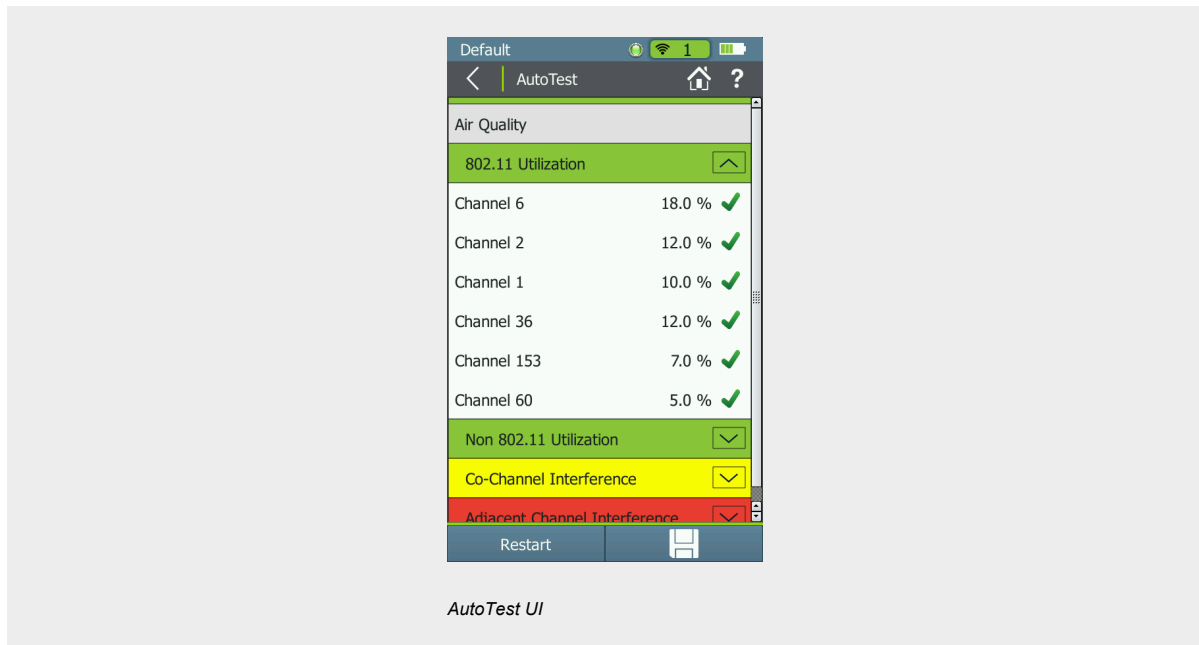 Default 1
AutoTest ?
Air Quality
802.11 Utilization
Channel 6 18.0 %
Channel 2 12.0 %
Channel 1 10.0 %
Channel 36 12.0 %
Channel 153 7.0 %
Channel 60 5.0 %
Non 802.11 Utilization
Co-Channel Interference
Adjacent Channel Interference
Restart
AutoTest UI